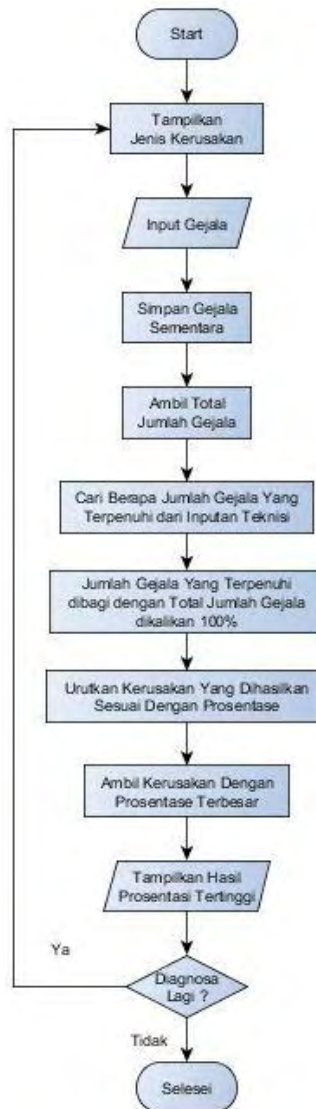 Start
Tampilkan
Jenis Kerusakan
Input Gejala
Simpan Gejala
Sementara
Ambil Total
Jumlah Gejala
Cari Berapa Jumlah Gejala Yang
Terpenuhi dari Inputan Teknisi
Jumlah Gejala Yang Terpenuhi
dibagi dengan Total Jumlah Gejala
dikalikan 100%
Urutkan Kerusakan Yang Dihasilkan
Sesuai Dengan Prosentase
Ambil Kerusakan Dengan
Prosentase Terbesar
Tampilkan Hasil
Prosentasi Tertinggi
Ya
Diagnosa
Lagi ?
Tidak
Selesei